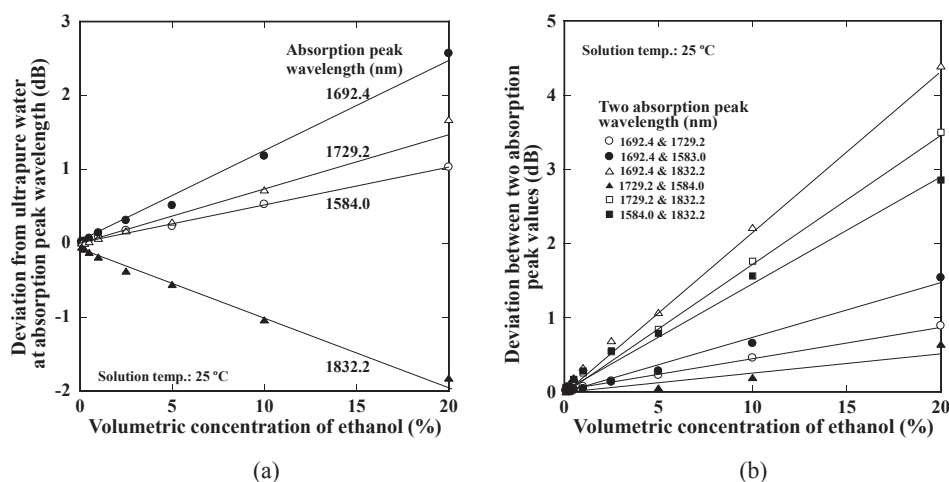 3
2
1
0
-1
-2
Deviation from ultrapure water
at absorption peak wavelength (dB)
Absorption peak
wavelength (nm)
1692.4
1729.2
1584.0
1832.2
Solution temp.: 25 °C
0
5
10
15
20
Volumetric concentration of ethanol (%)
(a)
5
4
3
2
1
0
Deviation between two absorption
peak values (dB)
Solution temp.: 25 °C
Two absorption peak
wavelength (nm)
1692.4 & 1729.2
1692.4 & 1583.0
1692.4 & 1832.2
1729.2 & 1584.0
1729.2 & 1832.2
1584.0 & 1832.2
0
5
10
15
20
Volumetric concentration of ethanol (%)
(b)